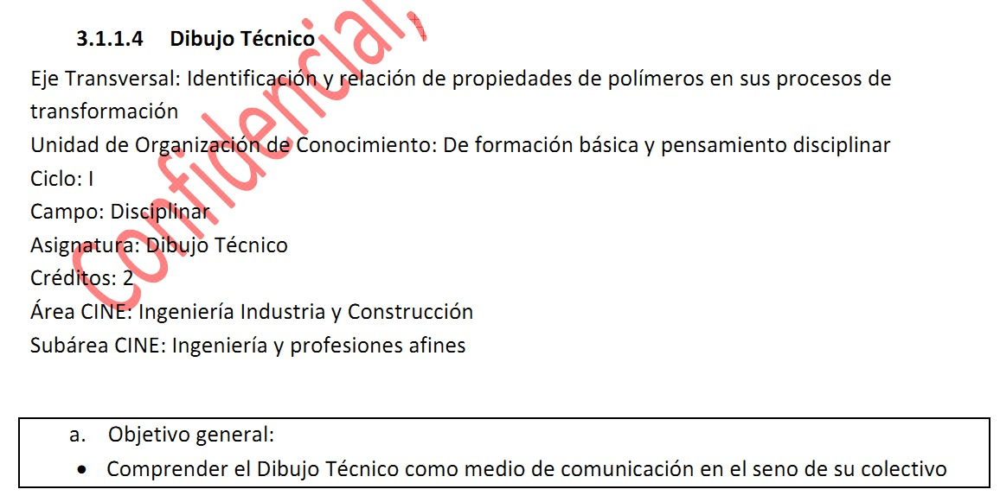 3.1.1.4 Dibujo Técnico
Eje Transversal: Identificación y relación de propiedades de polímeros en sus procesos de
transformación
Unidad de Organización de Conocimiento: De formación básica y pensamiento disciplinar
Ciclo: I
Campo: Disciplinar
Asignatura: Dibujo Técnico
Créditos: 2
Área CINE: Ingeniería Industria y Construcción
Subárea CINE: Ingeniería y profesiones afines
a. Objetivo general:
• Comprender el Dibujo Técnico como medio de comunicación en el seno de su colectivo
Confidencial,